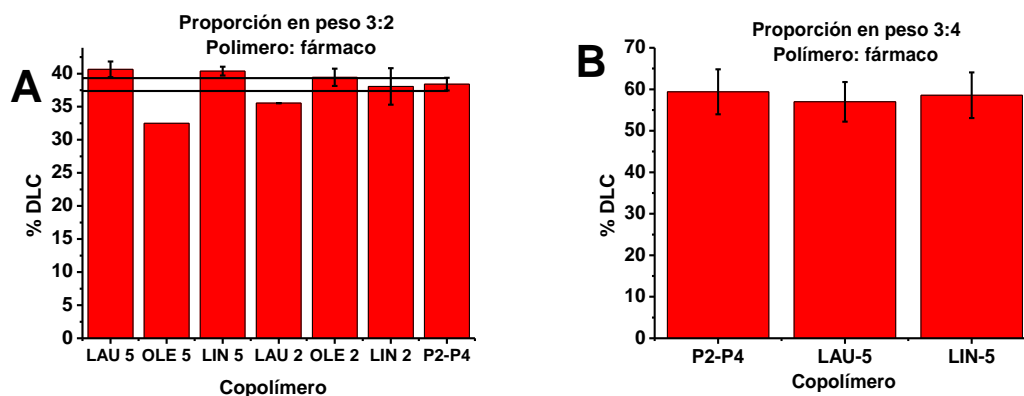 A
Proporción en peso 3:2
Polimero: fármaco
% DLC
40
35
30
25
20
15
10
5
0
LAU 5 OLE 5 LIN 5 LAU 2 OLE 2 LIN 2 P2-P4
Copolímero
B
Proporción en peso 3:4
Polímero: fármaco
% DLC
70
60
50
40
30
20
10
0
P2-P4 LAU-5 LIN-5
Copolímero